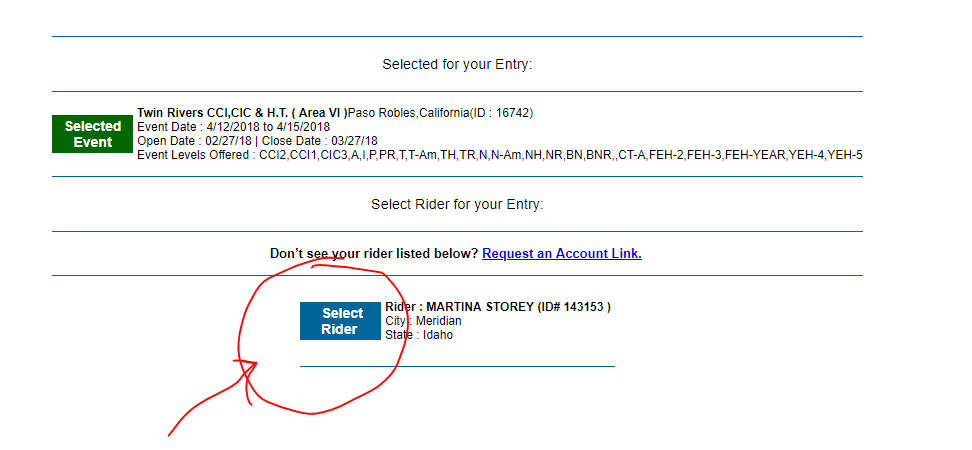 Selected for your Entry:
Selected
Event
Twin Rivers CCI,CIC & H.T. ( Area VI )Paso Robles,California(ID : 16742)
Event Date : 4/12/2018 to 4/15/2018
Open Date : 02/27/18 | Close Date : 03/27/18
Event Levels Offered : CCI2,CCI1,CIC3,A,I,P,PR,T,T-Am,TH,TR,N,N-Am,NH,NR,BN,BNR,,CT-A,FEH-2,FEH-3,FEH-YEAR,YEH-4,YEH-5
Select Rider for your Entry:
Don't see your rider listed below? Request an Account Link.
Select
Rider
Rider : MARTINA STOREY (ID# 143153 )
City : Meridian
State : Idaho